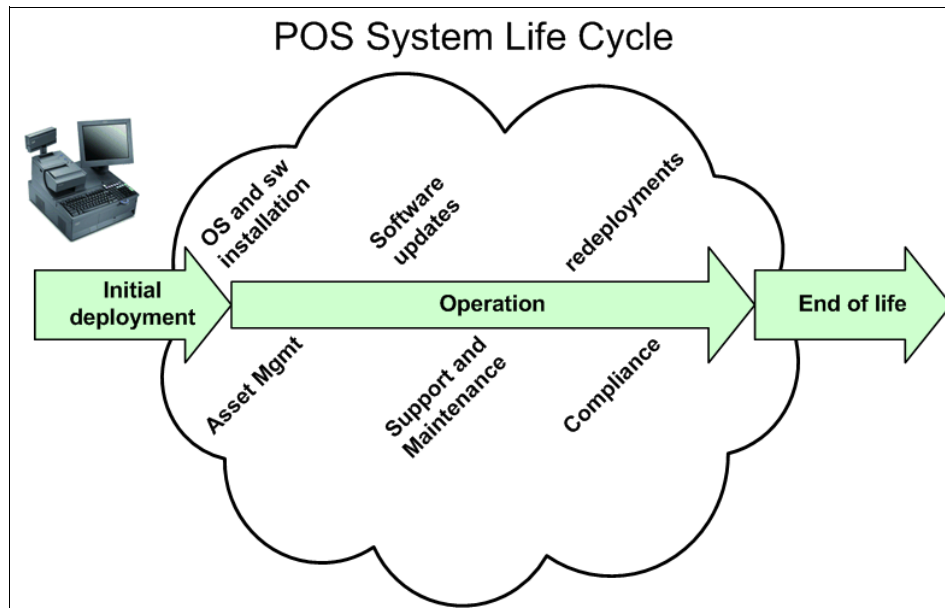 POS System Life Cycle
OS and sw
installation
Software
updates
redeployments
Initial
deployment
Operation
End of life
Asset Mgmt
Support and
Maintenance
Compliance